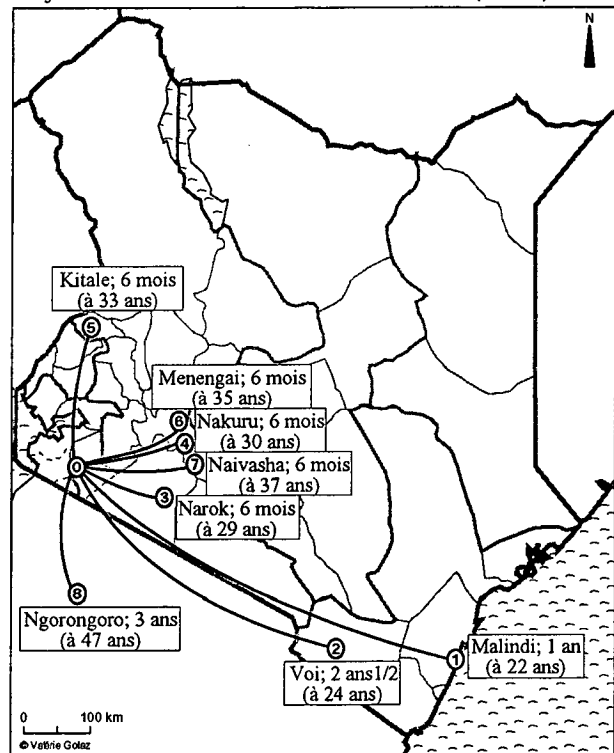 N
Kitale; 6 mois
(à 33 ans)
5
Menengai; 6 mois
(à 35 ans)
6
Nakuru; 6 mois
(à 30 ans)
4
0
7
Naivasha; 6 mois
(à 37 ans)
3
Narok; 6 mois
(à 29 ans)
8
Ngorongoro; 3 ans
(à 47 ans)
2
Voi; 2 ans1/2
(à 24 ans)
1
Malindi; 1 an
(à 22 ans)
0 100 km
© Valérie Golaz